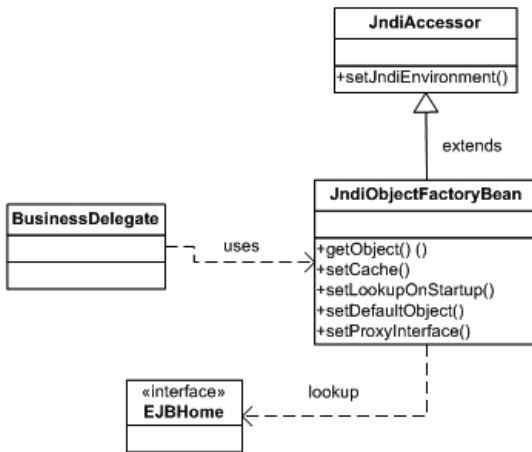 JndiAccessor
+setJndiEnvironment()
extends
JndiObjectFactoryBean
+getObject() ()
+setCache()
+setLookupOnStartup()
+setDefaultObject()
+setProxyInterface()
BusinessDelegate
uses
«interface»
EJBHome
lookup